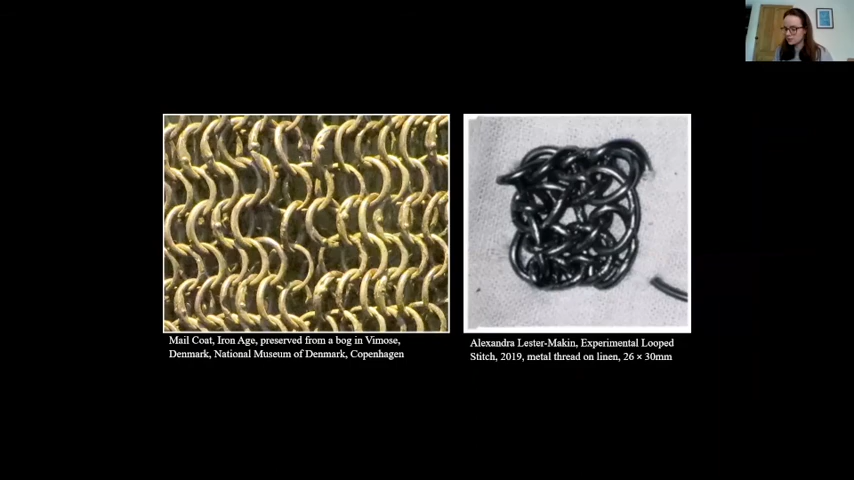 Mail Coat, Iron Age, preserved from a bog in Vimose,
Denmark, National Museum of Denmark, Copenhagen
Alexandra Lester-Makin, Experimental Looped
Stitch, 2019, metal thread on linen, 26 × 30mm